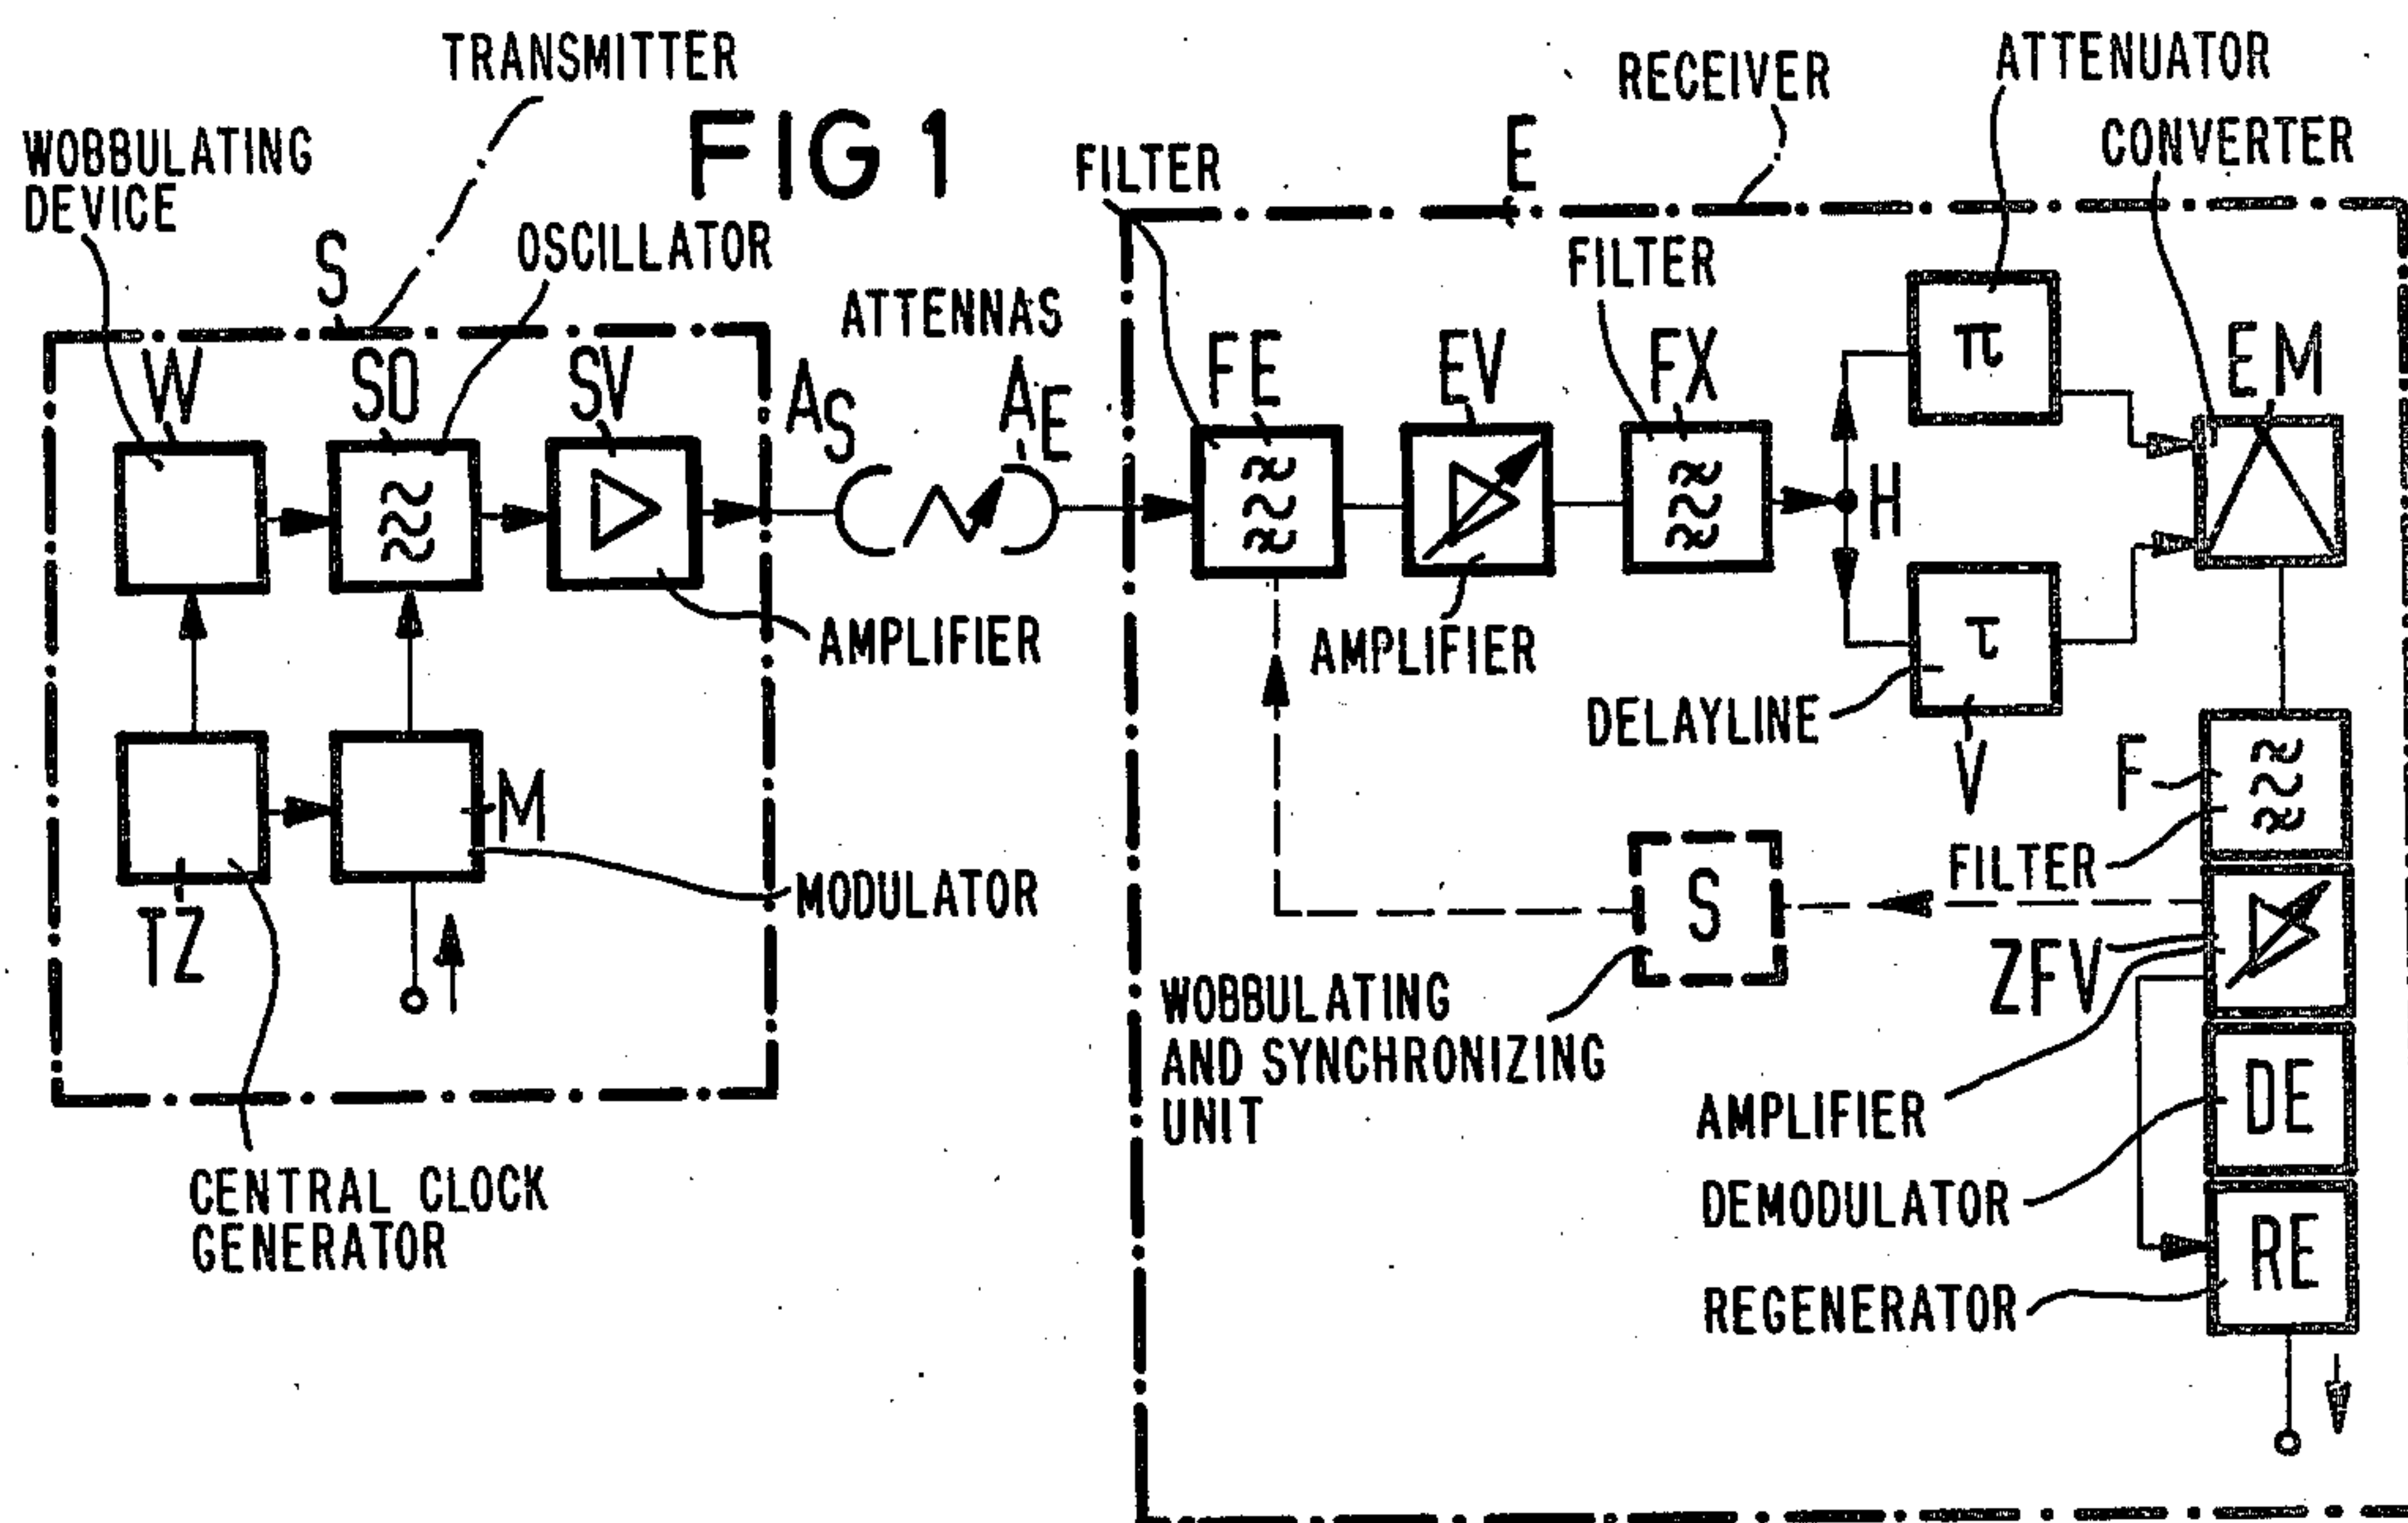 TRANSMITTER
FIG 1
WOBBULATING
DEVICE
S
OSCILLATOR
W
SO
SV
ATTENNAS
AS
AE
AMPLIFIER
M
MODULATOR
TZ
CENTRAL CLOCK
GENERATOR
RECEIVER
E
FILTER
ATTENUATOR
CONVERTER
FILTER
FE
EV
FX
π
EM
H
AMPLIFIER
τ
DELAYLINE
V
F
FILTER
S
ZFV
WOBBULATING
AND SYNCHRONIZING
UNIT
AMPLIFIER
DE
DEMODULATOR
RE
REGENERATOR